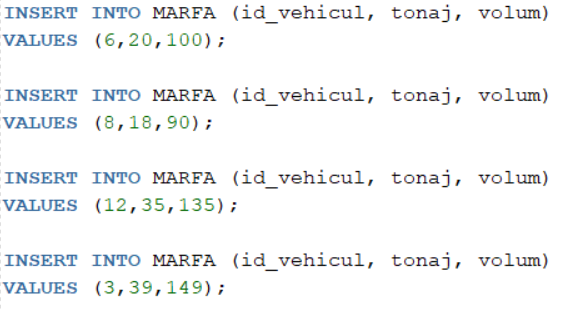 INSERT INTO MARFA (id_vehicul, tonaj, volum)
VALUES (6,20,100);
INSERT INTO MARFA (id_vehicul, tonaj, volum)
VALUES (8,18,90);
INSERT INTO MARFA (id_vehicul, tonaj, volum)
VALUES (12,35,135);
INSERT INTO MARFA (id_vehicul, tonaj, volum)
VALUES (3,39,149);